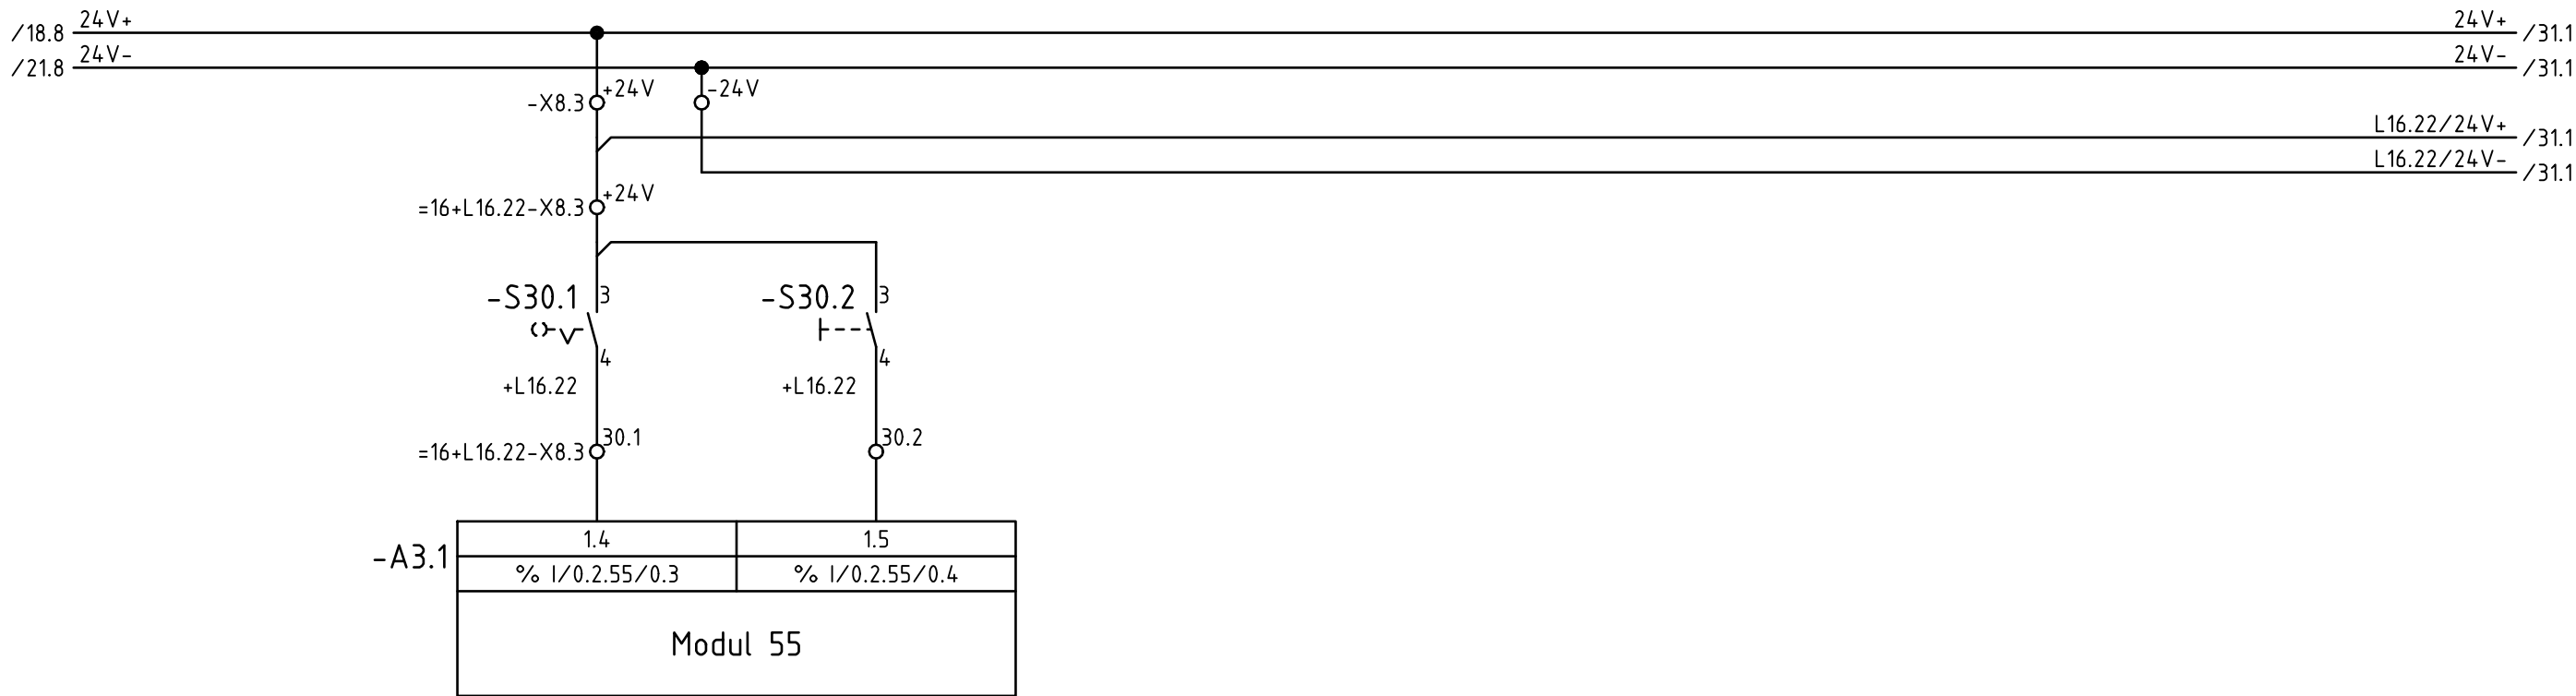 24V+ 24V+
/18.8 /31.1
24V- 24V-
/21.8 /31.1
-X8.3 +24V -24V
L16.22/24V+ /31.1
L16.22/24V- /31.1
=16+L16.22-X8.3 +24V
-S30.1 3 -S30.2 3
4 4
+L16.22 +L16.22
=16+L16.22-X8.3 30.1 30.2
-A3.1 1.4 1.5
% I/0.2.55/0.3 % I/0.2.55/0.4
Modul 55